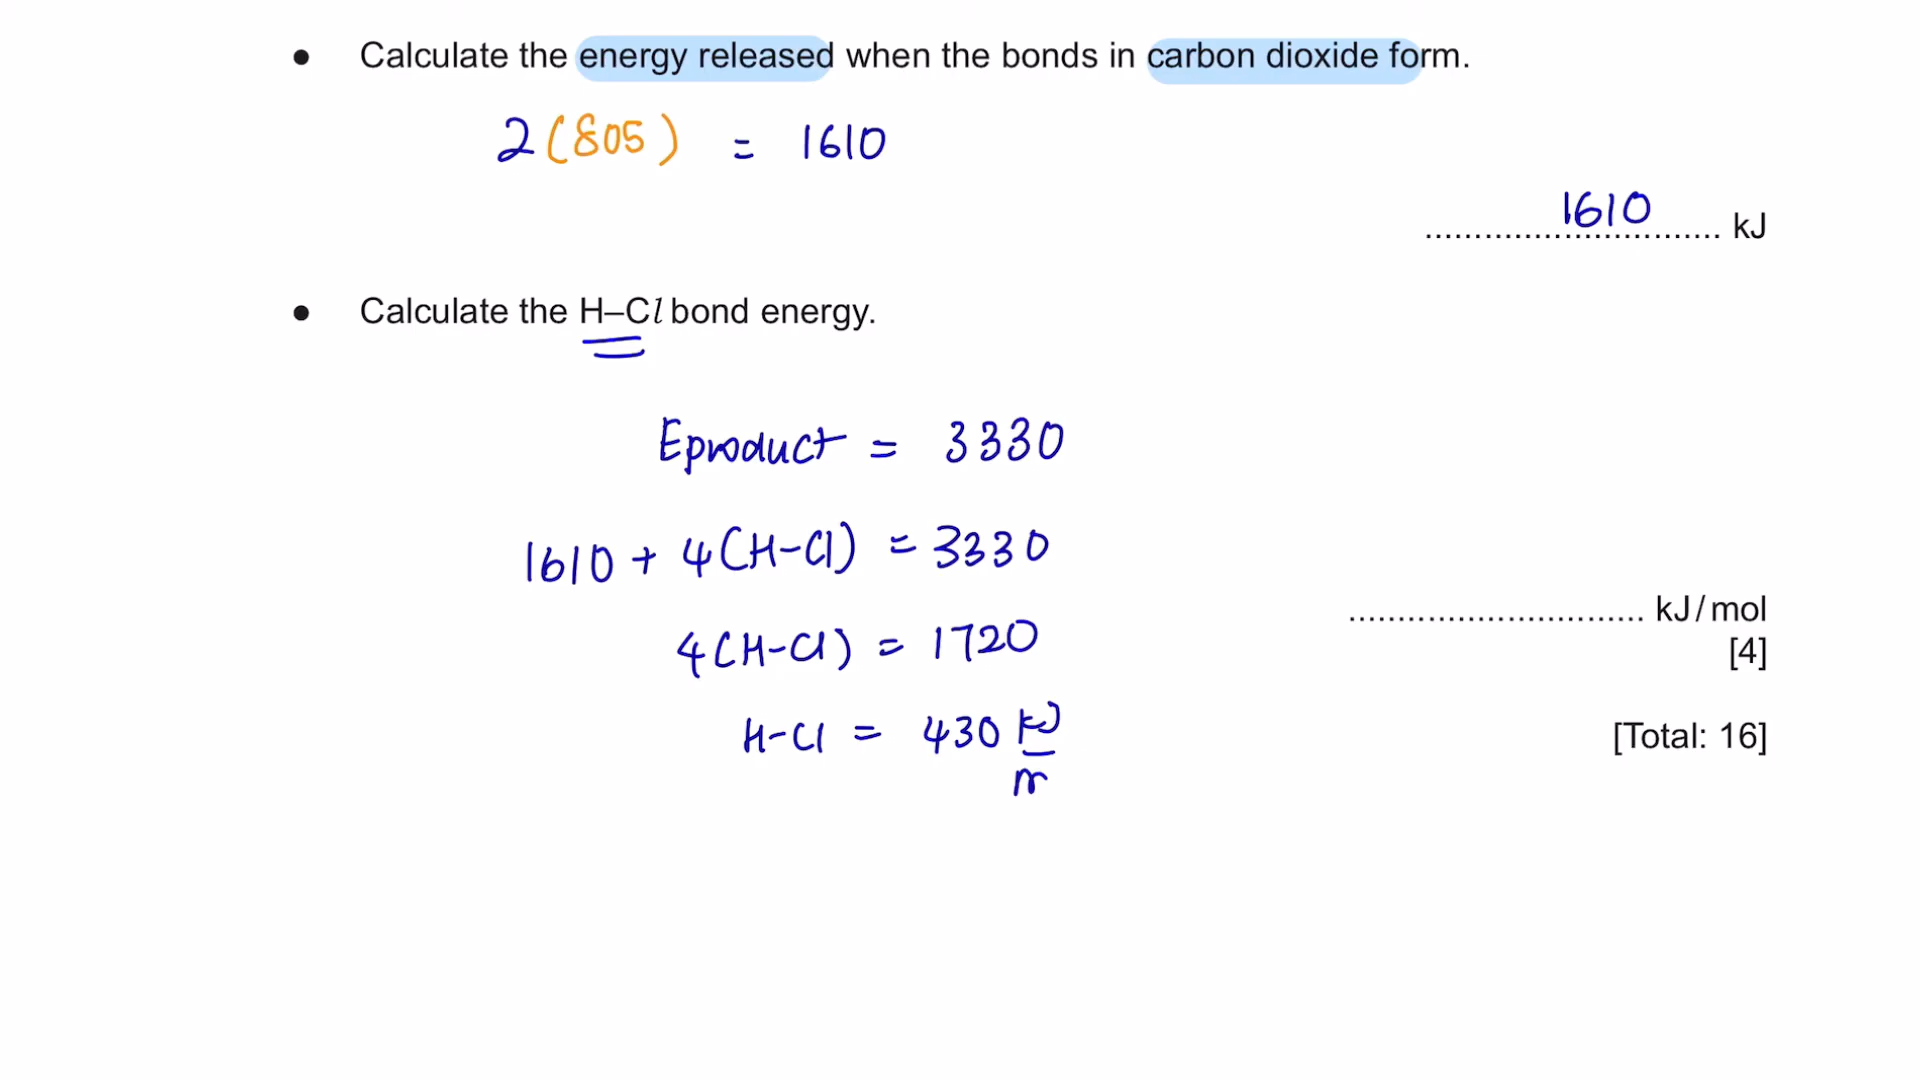 ● Calculate the energy released when the bonds in carbon dioxide form.
2(805) = 1610
1610
............................ kJ
● Calculate the H–Cl bond energy.
Eproduct = 3330
1610 + 4(H-Cl) = 3330
............................ kJ/mol
4(H-Cl) = 1720
[4]
H-Cl = 430 kJ
[Total: 16]
m